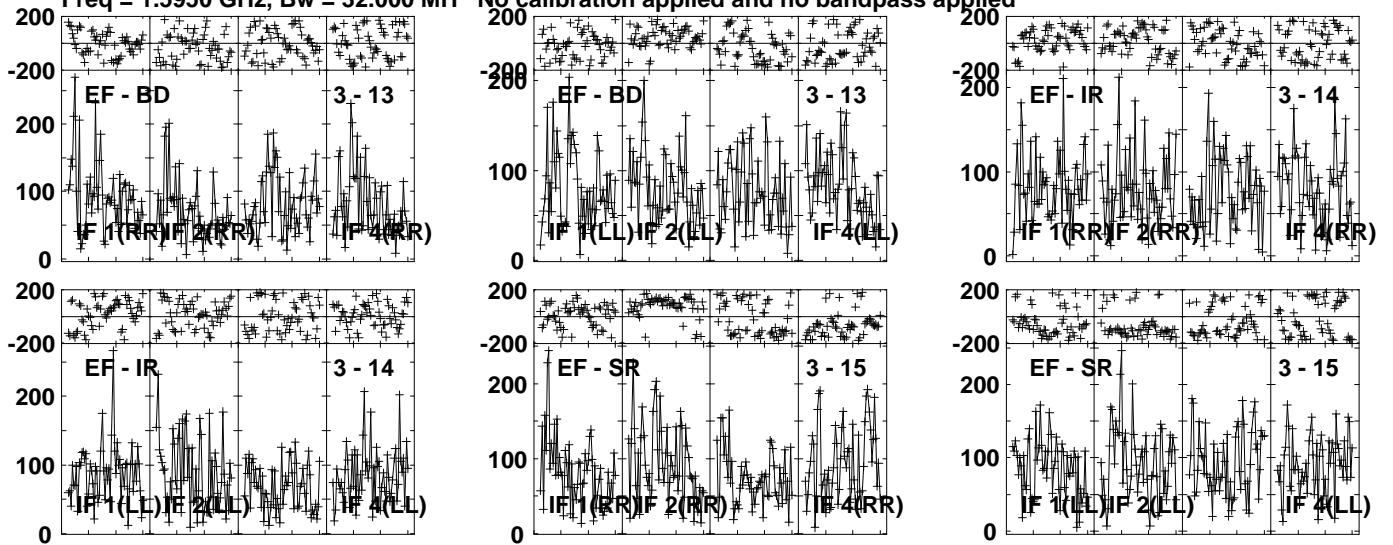 Freq = 1.5950 GHz, Bw = 32.000 MH No calibration applied and no bandpass applied
200
-200
EF - BD 3 - 13
200
100
IF 1(RR) IF 2(RR) IF 4(RR)
0
200
-200
200
EF - BD 3 - 13
100
IF 1(LL) IF 2(LL) IF 4(LL)
0
200
-200
200
EF - IR 3 - 14
100
IF 1(RR) IF 2(RR) IF 4(RR)
0
200
-200
EF - IR 3 - 14
200
100
IF 1(LL) IF 2(LL) IF 4(LL)
0
200
-200
EF - SR 3 - 15
200
100
IF 1(RR) IF 2(RR) IF 4(RR)
0
200
-200
EF - SR 3 - 15
200
100
IF 1(LL) IF 2(LL) IF 4(LL)
0